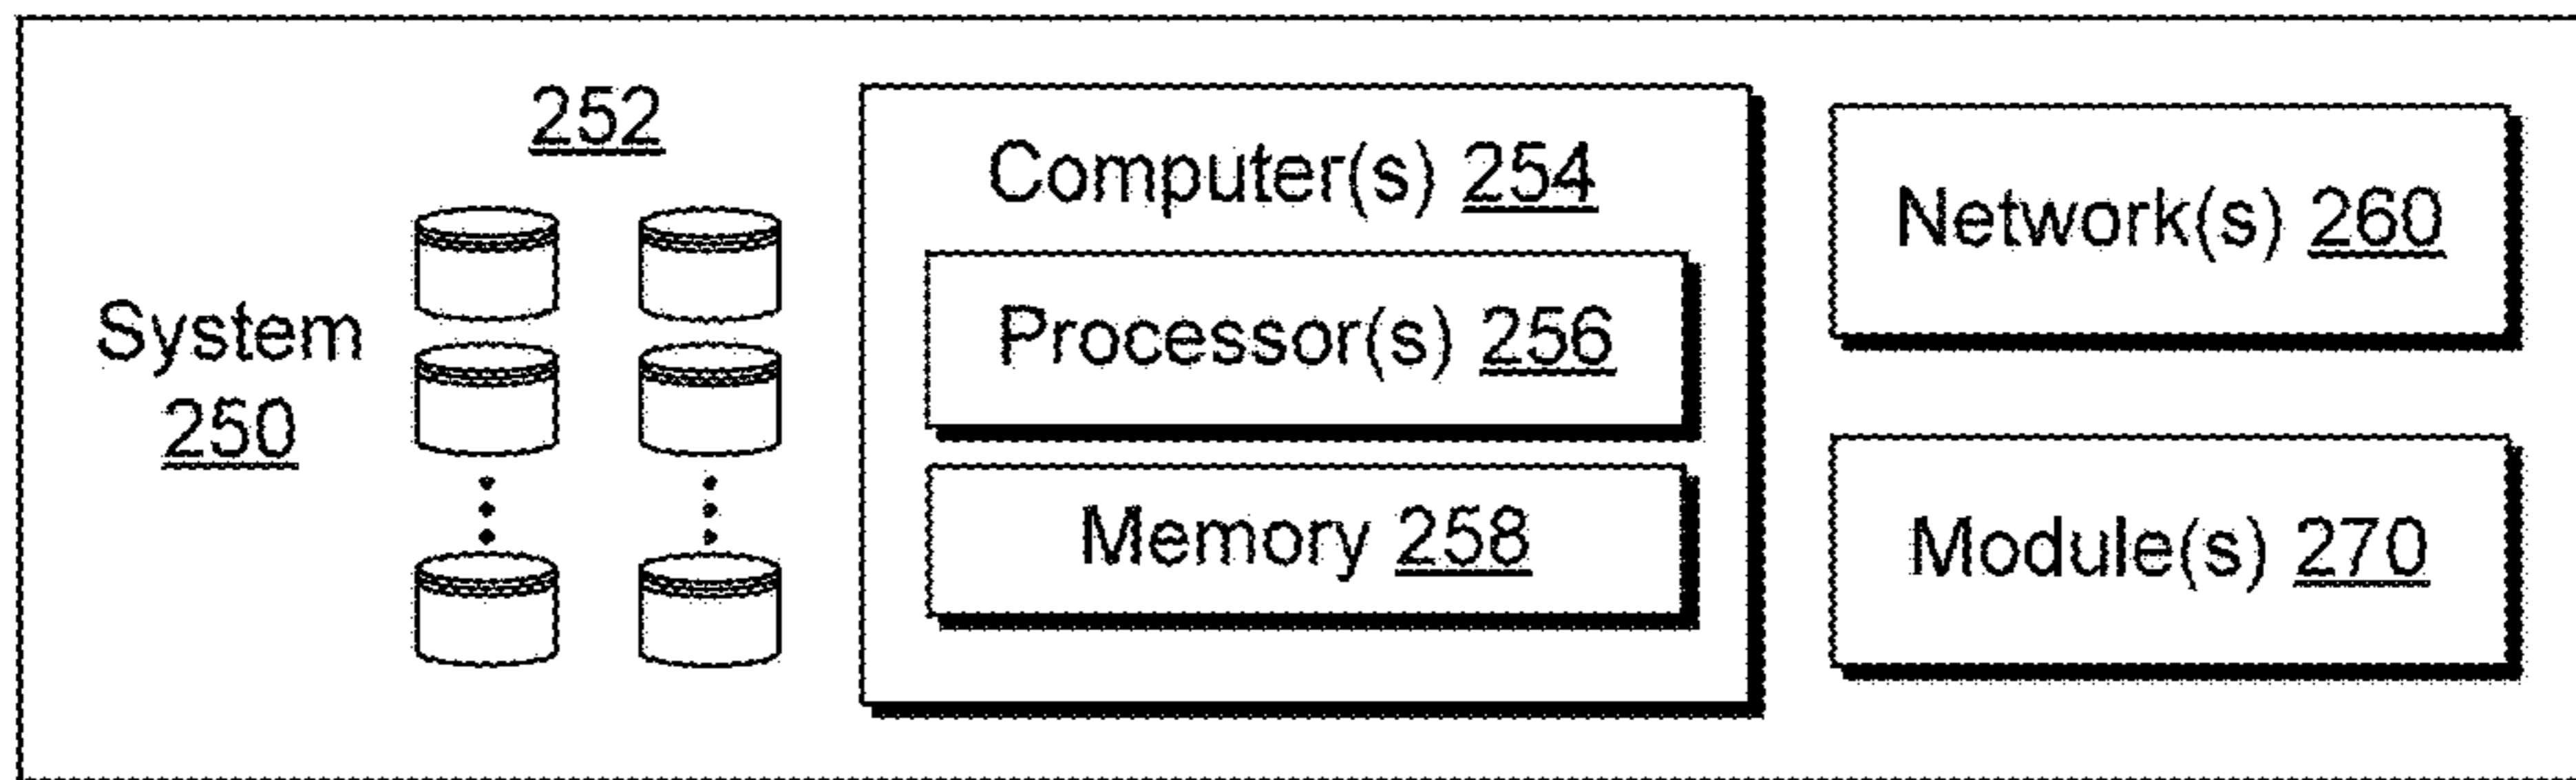 System
250
252
Computer(s) 254
Processor(s) 256
Memory 258
Network(s) 260
Module(s) 270